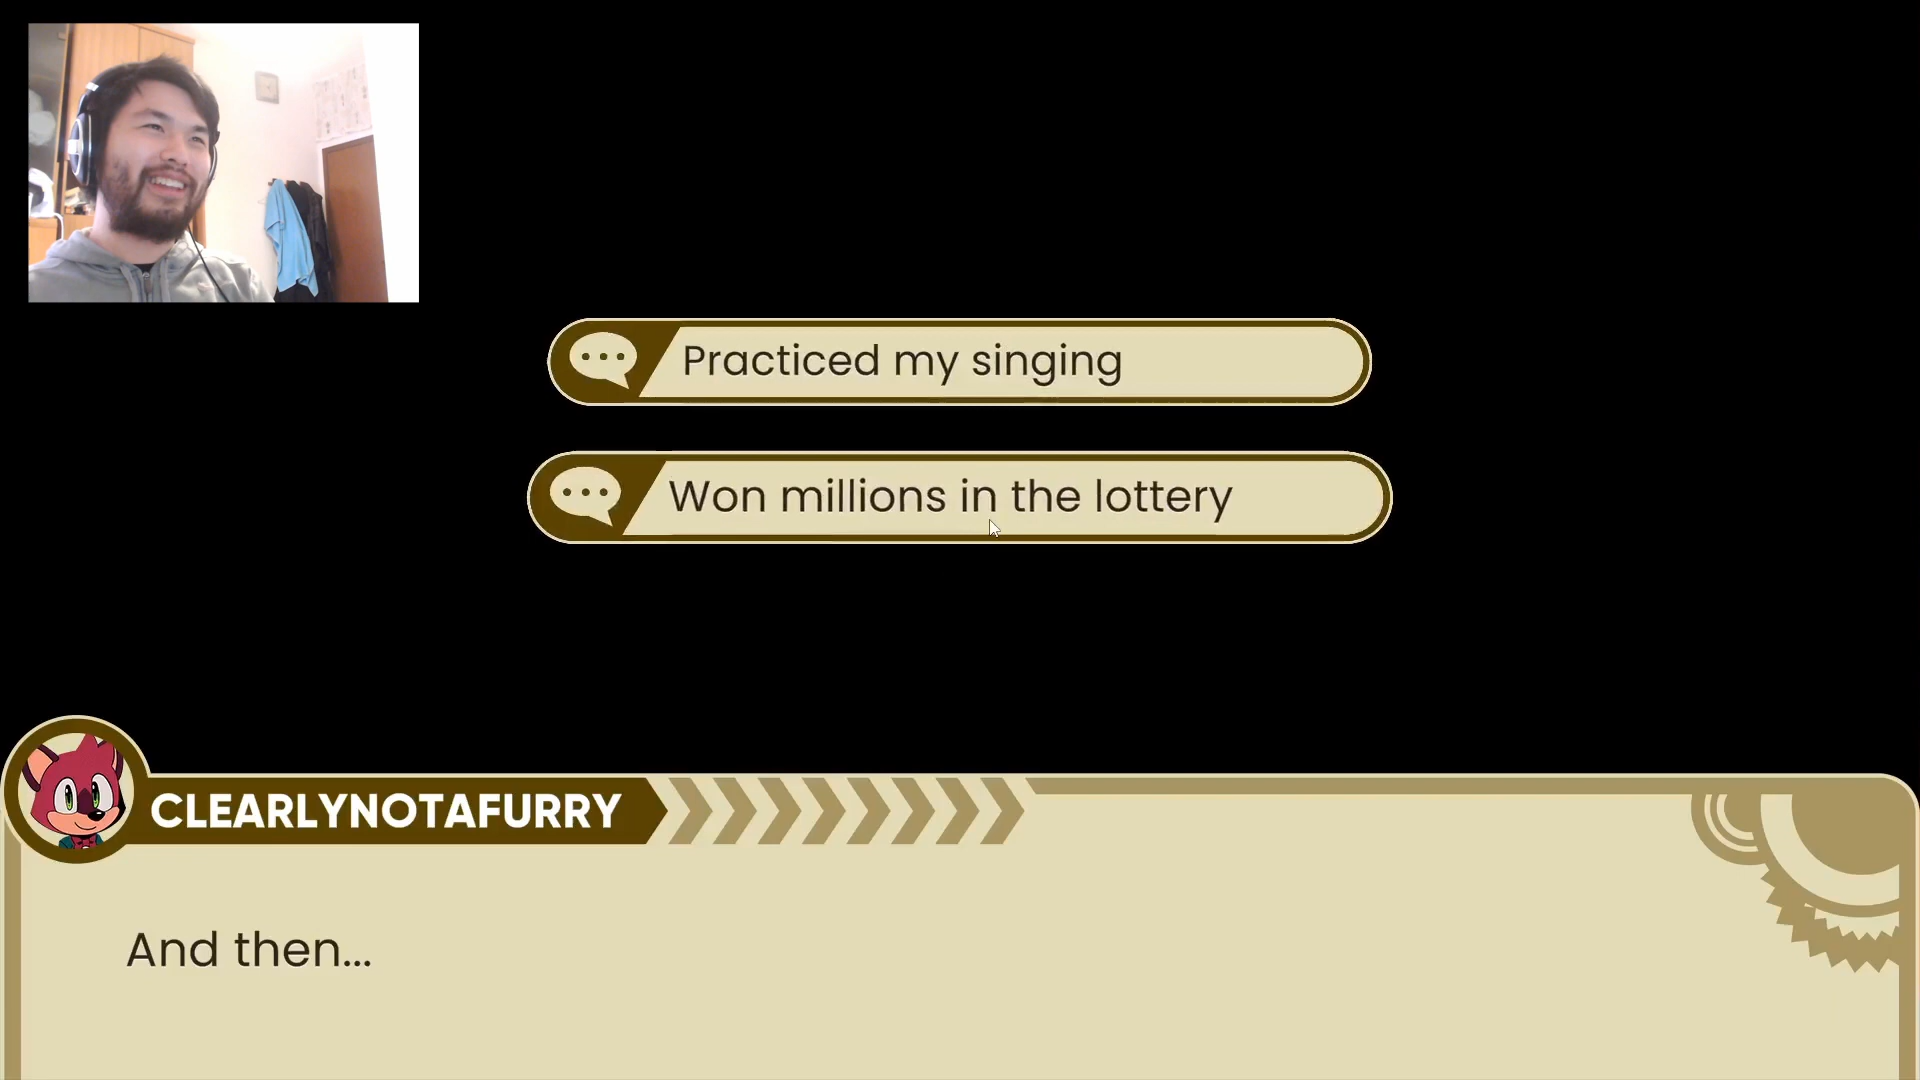 Practiced my singing
Won millions in the lottery
CLEARLYNOTAFURRY
And then...